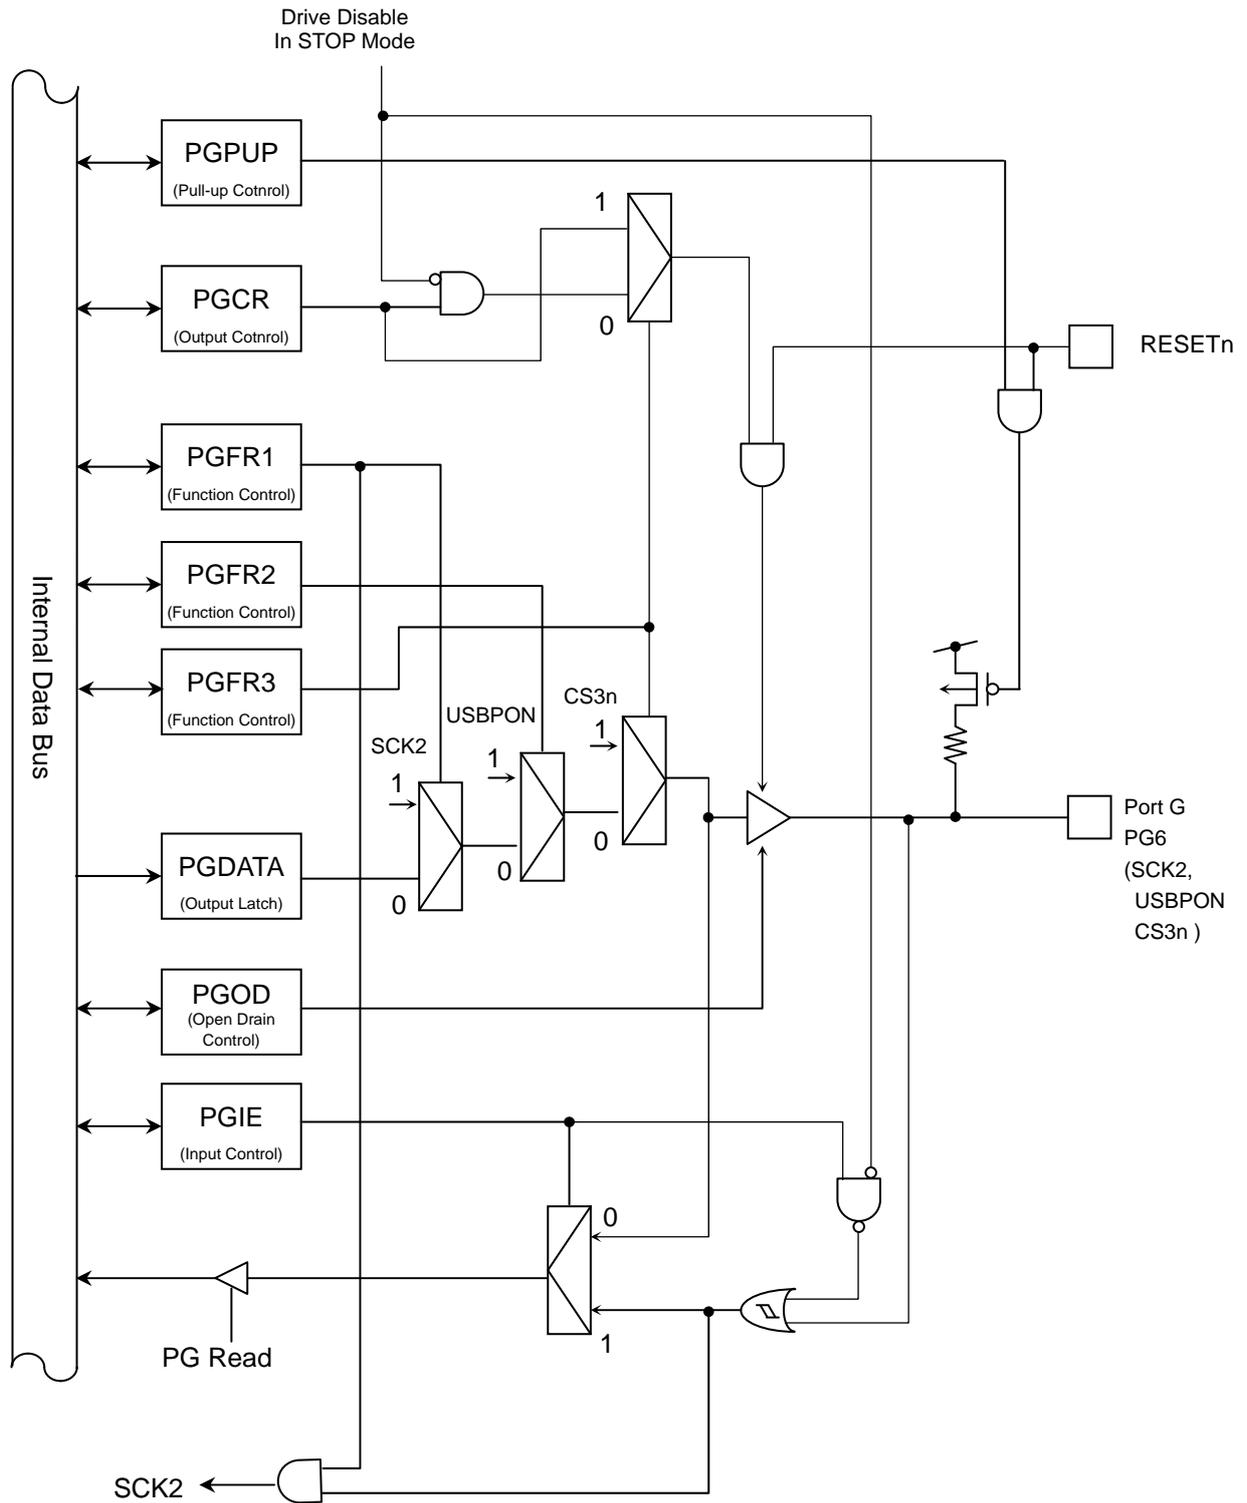 Drive Disable
In STOP Mode
PGPUP
(Pull-up Cotnrol)
1
PGCR
(Output Cotnrol)
0
RESETn
PGFR1
(Function Control)
PGFR2
(Function Control)
Internal Data Bus
PGFR3
(Function Control)
CS3n
1
USBPON
1
SCK2
1
0
0
0
PGDATA
(Output Latch)
Port G
PG6
(SCK2,
USBPON
CS3n )
PGOD
(Open Drain
Control)
PGIE
(Input Control)
0
1
PG Read
SCK2